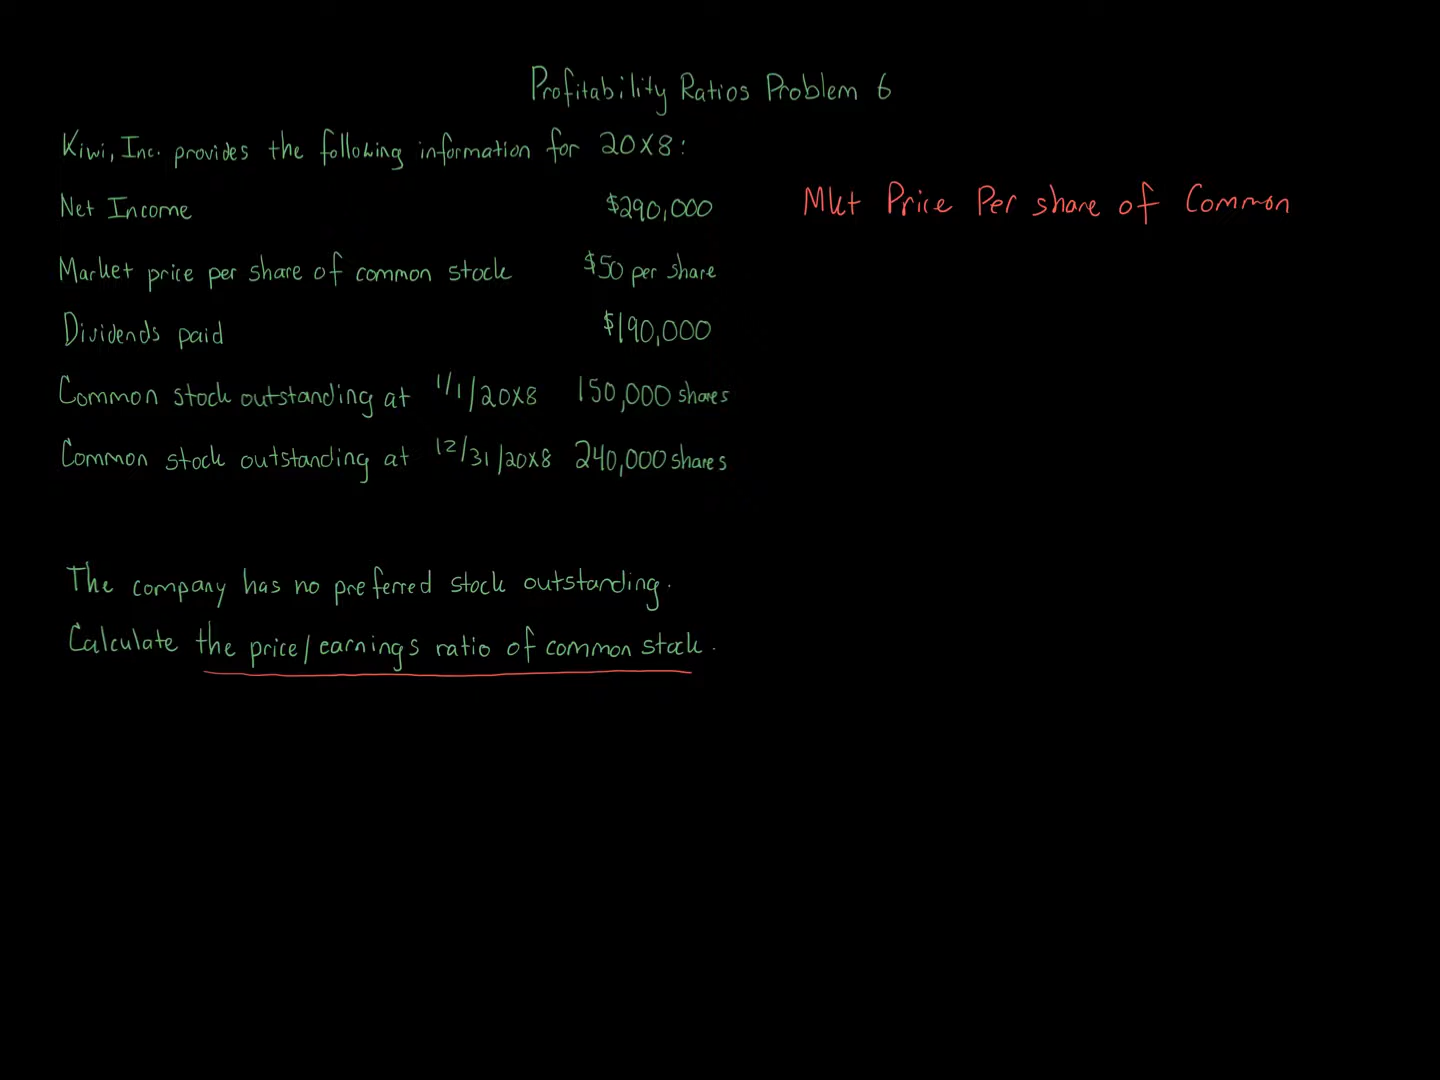 Profitability Ratios Problem 6
Kiwi, Inc. provides the following information for 20X8:
Net Income $290,000
Mkt Price Per share of Common
Market price per share of common stock $50 per share
Dividends paid $190,000
Common stock outstanding at 1/1/20X8 150,000 shares
Common stock outstanding at 12/31/20X8 240,000 shares
The company has no preferred stock outstanding.
Calculate the price/earnings ratio of common stock.